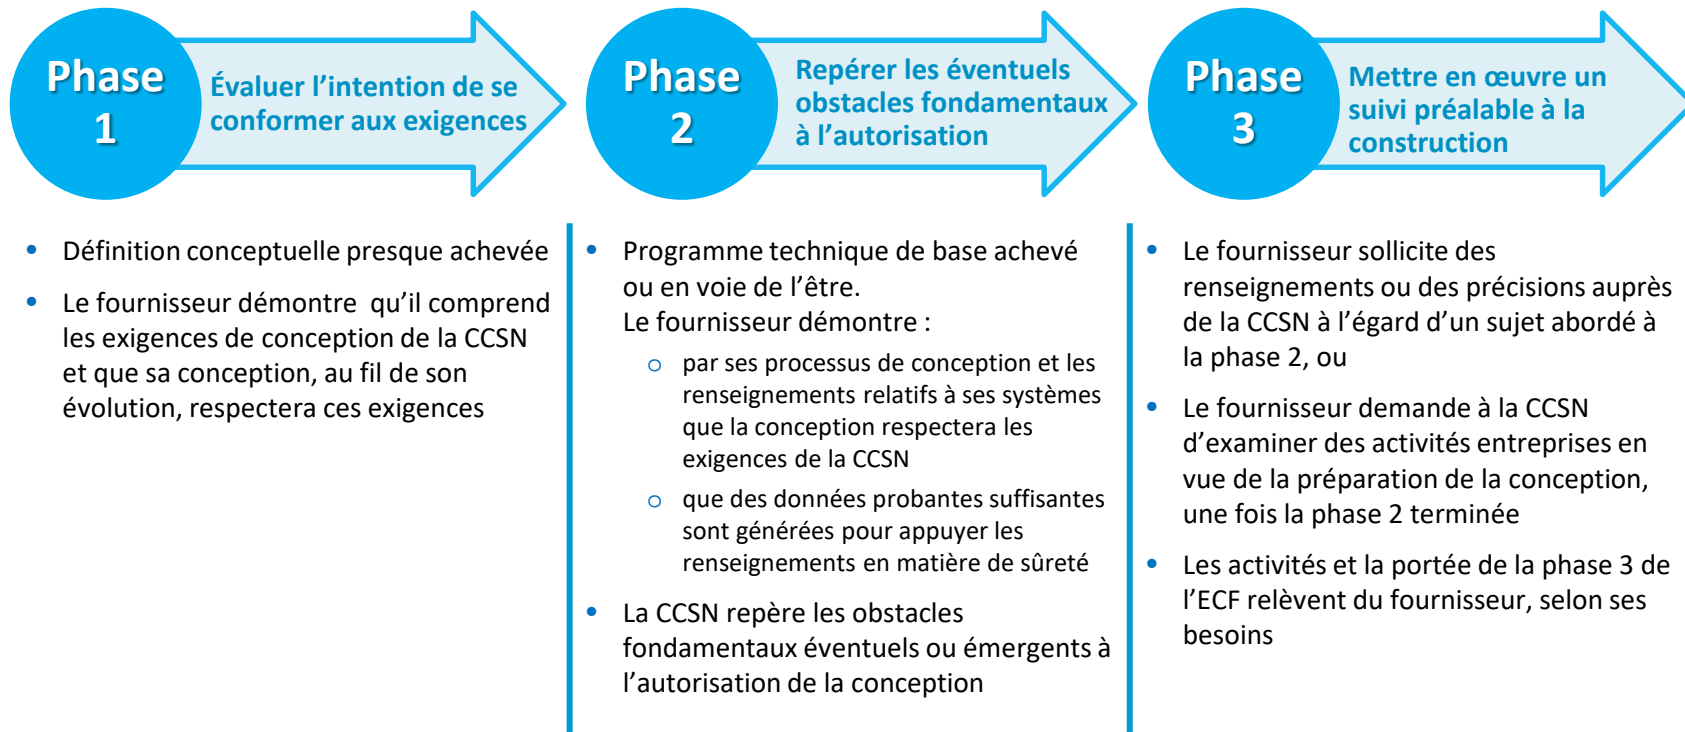 Phase
1
Évaluer l’intention de se
conformer aux exigences
Phase
2
Repérer les éventuels
obstacles fondamentaux
à l’autorisation
Phase
3
Mettre en œuvre un
suivi préalable à la
construction
• Définition conceptuelle presque achevée
• Le fournisseur démontre qu’il comprend
les exigences de conception de la CCSN
et que sa conception, au fil de son
évolution, respectera ces exigences
• Programme technique de base achevé
ou en voie de l’être.
Le fournisseur démontre :
o par ses processus de conception et les
renseignements relatifs à ses systèmes
que la conception respectera les
exigences de la CCSN
o que des données probantes suffisantes
sont générées pour appuyer les
renseignements en matière de sûreté
• La CCSN repère les obstacles
fondamentaux éventuels ou émergents à
l’autorisation de la conception
• Le fournisseur sollicite des
renseignements ou des précisions auprès
de la CCSN à l’égard d’un sujet abordé à
la phase 2, ou
• Le fournisseur demande à la CCSN
d’examiner des activités entreprises en
vue de la préparation de la conception,
une fois la phase 2 terminée
• Les activités et la portée de la phase 3 de
l’ECF relèvent du fournisseur, selon ses
besoins